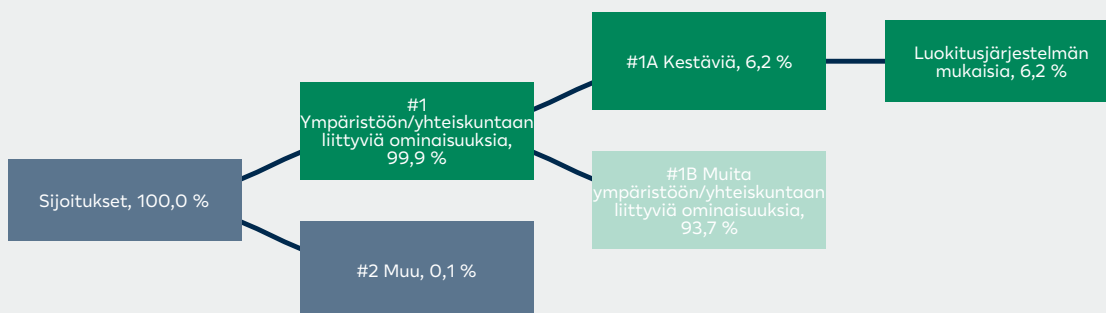 Sijoitukset, 100,0 %
#1
Ympäristöön/yhteiskuntaan
liittyviä ominaisuuksia,
99,9 %
#2 Muu, 0,1 %
#1A Kestäviä, 6,2 %
#1B Muita
ympäristöön/yhteiskuntaan
liittyviä ominaisuuksia,
93,7 %
Luokitusjärjestelmän
mukaisia, 6,2 %